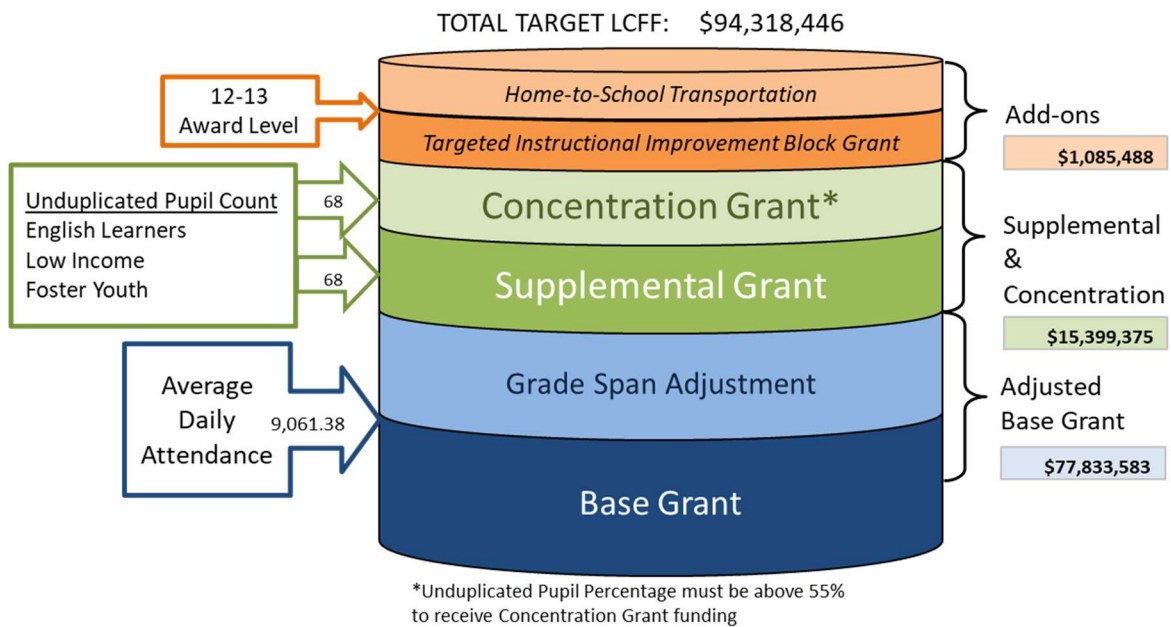 TOTAL TARGET LCFF: $94,318,446
12-13
Award Level
Home-to-School Transportation
Targeted Instructional Improvement Block Grant
Add-ons
$1,085,488
Unduplicated Pupil Count
English Learners
Low Income
Foster Youth
68
68
Concentration Grant*
Supplemental Grant
Supplemental
&
Concentration
$15,399,375
Average
Daily
Attendance
9,061.38
Grade Span Adjustment
Base Grant
Adjusted
Base Grant
$77,833,583
*Unduplicated Pupil Percentage must be above 55%
to receive Concentration Grant funding